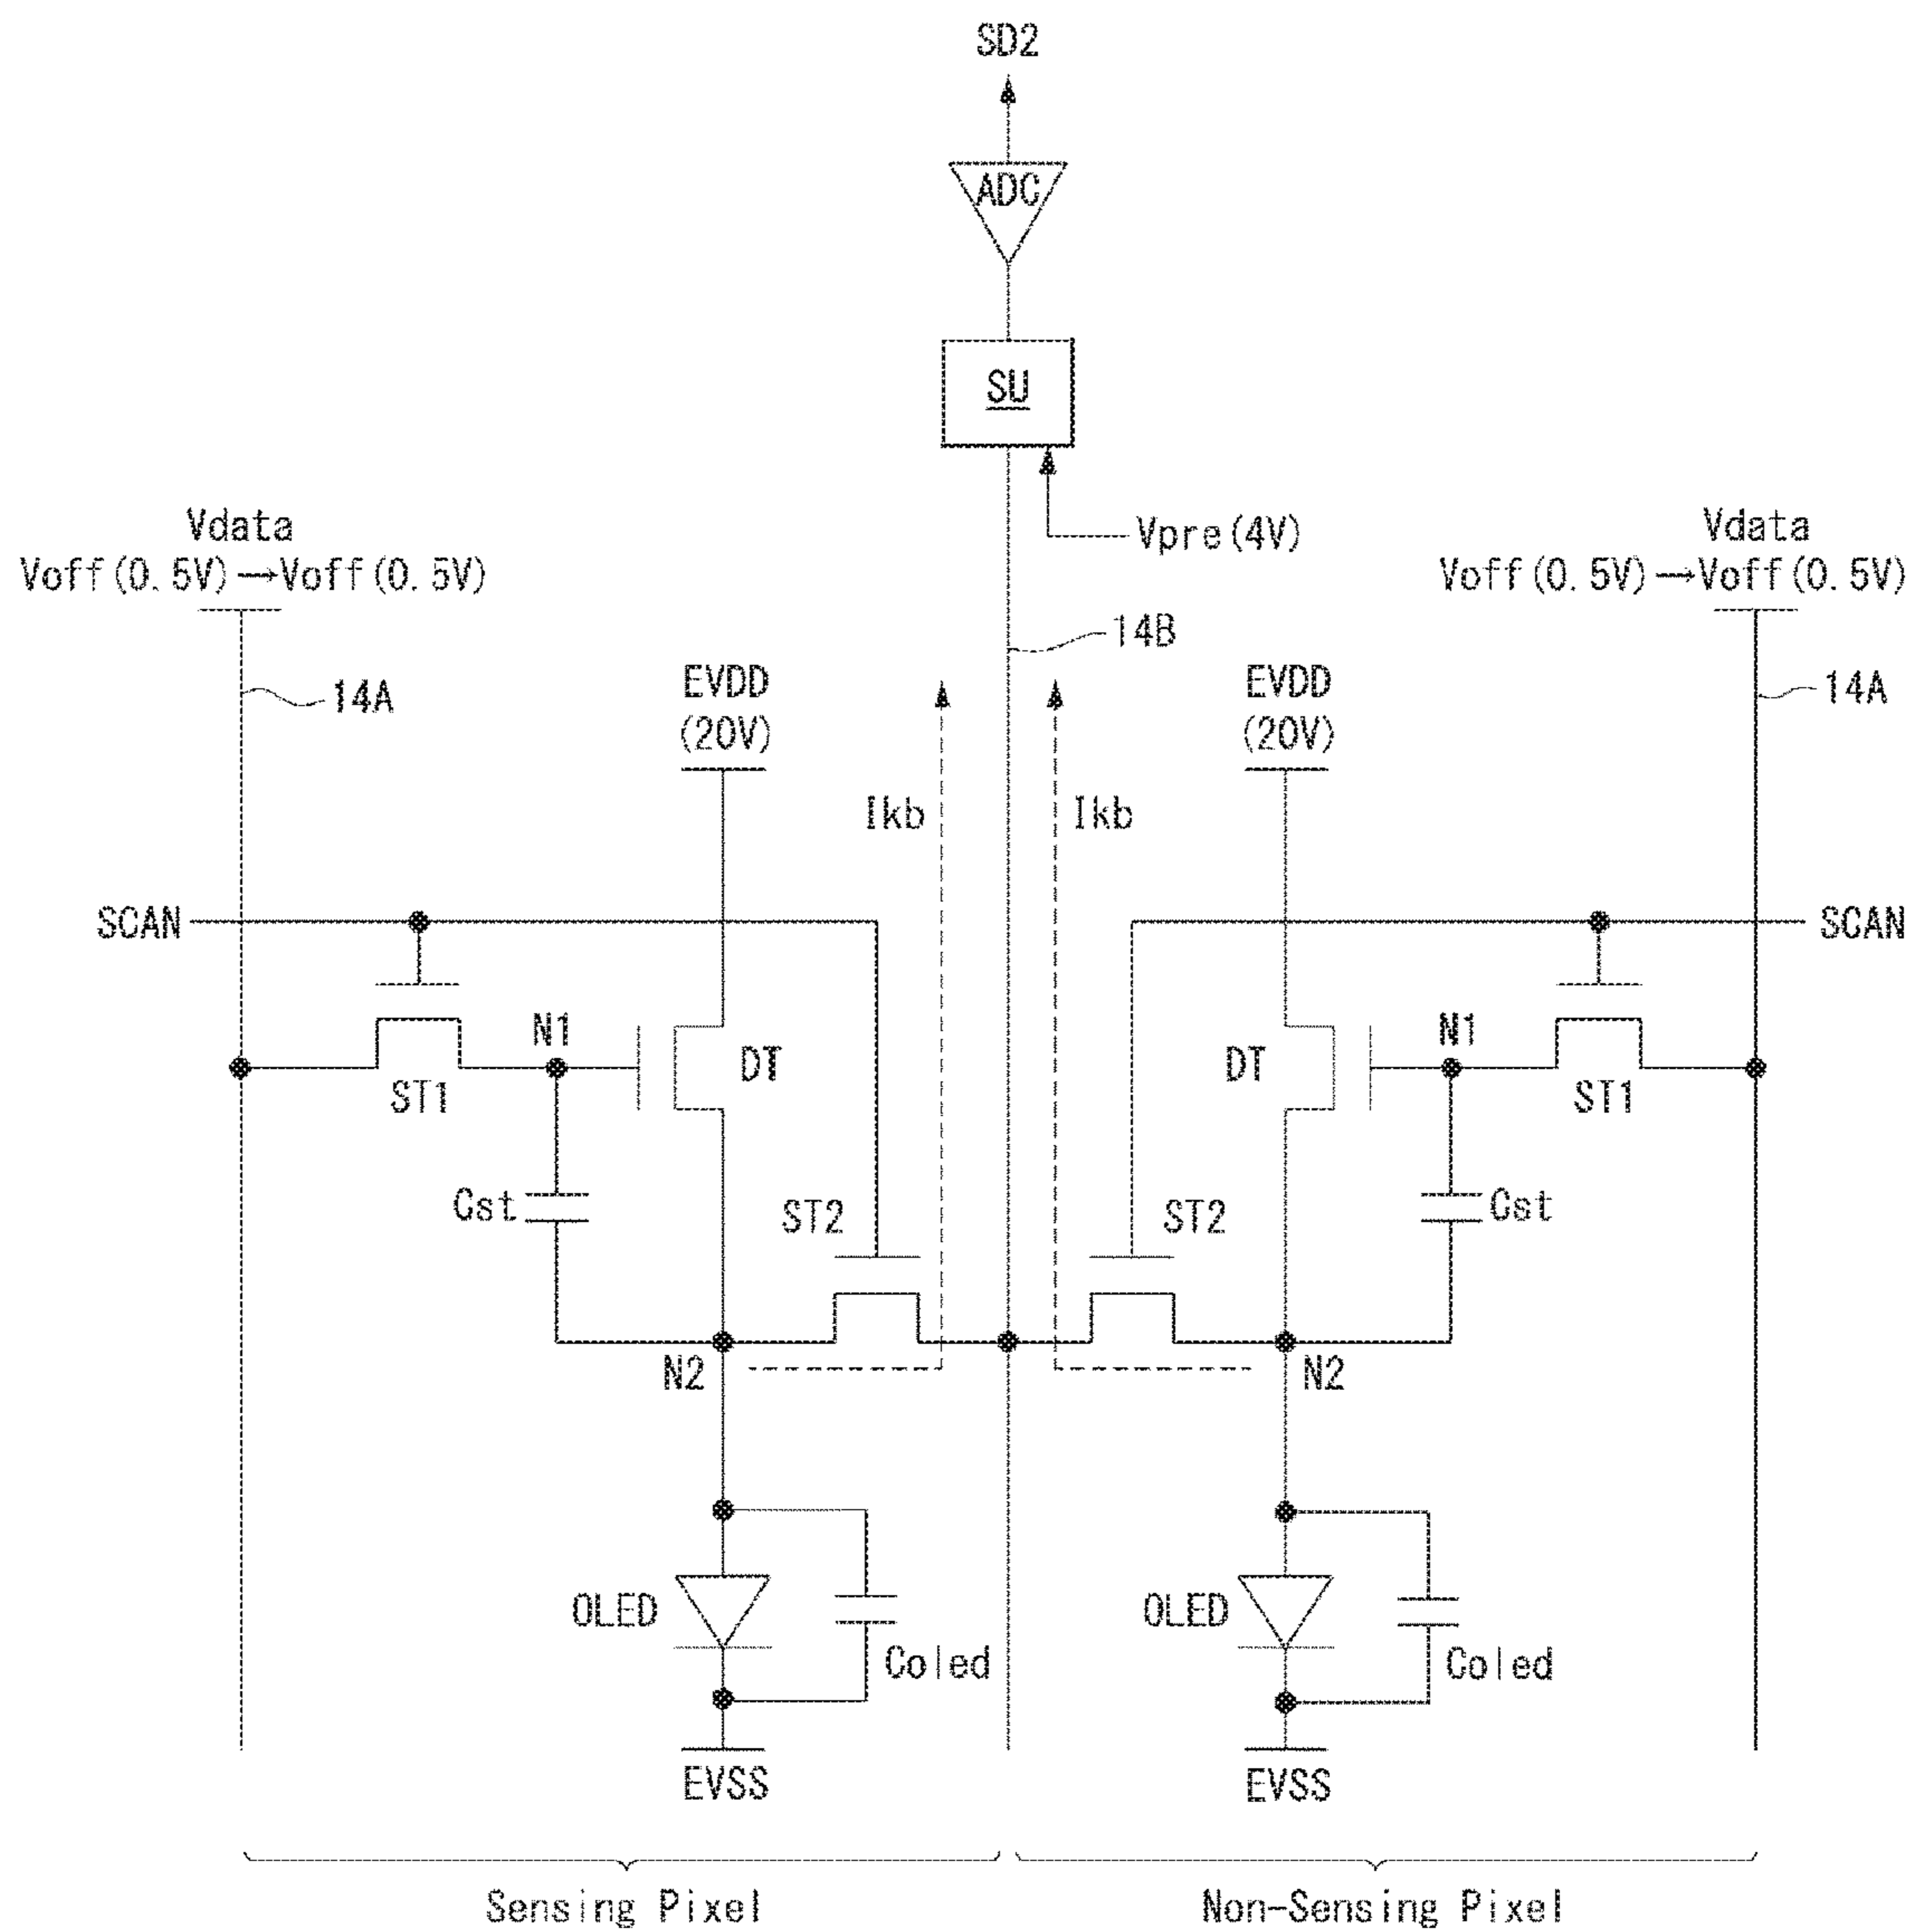 SD2
ADC
SU
Vpre(4V)
Vdata
Voff(0.5V)→Voff(0.5V)
Vdata
Voff(0.5V)→Voff(0.5V)
14B
14A
EVDD
(20V)
EVDD
(20V)
14A
Ikb
Ikb
SCAN
SCAN
N1
DT
ST1
DT
N1
ST1
Cst
ST2
ST2
Cst
N2
N2
OLED
Coled
OLED
Coled
EVSS
EVSS
Sensing Pixel
Non-Sensing Pixel